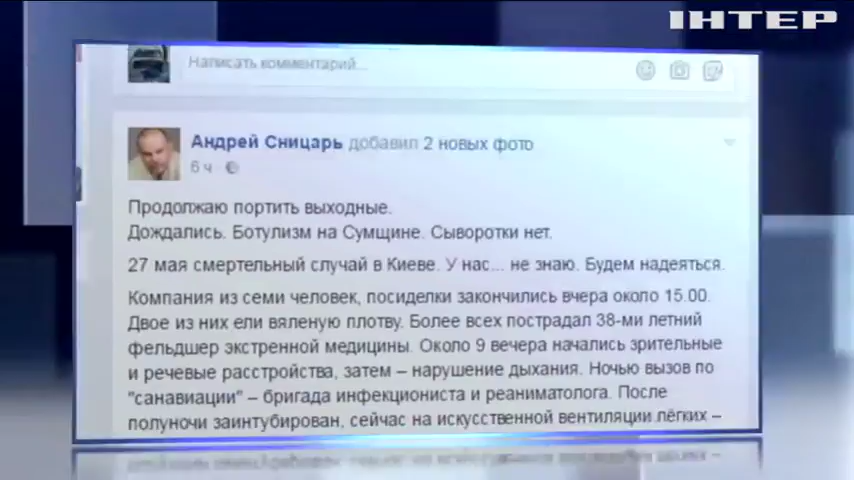 ІНТЕР
Написать комментарий...
Андрей Сницарь добавил 2 новых фото
6 ч
Продолжаю портить выходные.
Дождались. Ботулизм на Сумщине. Сыворотки нет.
27 мая смертельный случай в Киеве. У нас... не знаю. Будем надеяться.
Компания из семи человек, посиделки закончились вчера около 15.00.
Двое из них ели вяленую плотву. Более всех пострадал 38-ми летний
фельдшер экстренной медицины. Около 9 вечера начались зрительные
и речевые расстройства, затем – нарушение дыхания. Ночью вызов по
"санавиации" – бригада инфекциониста и реаниматолога. После
полуночи заинтубирован, сейчас на искусственной вентиляции лёгких –